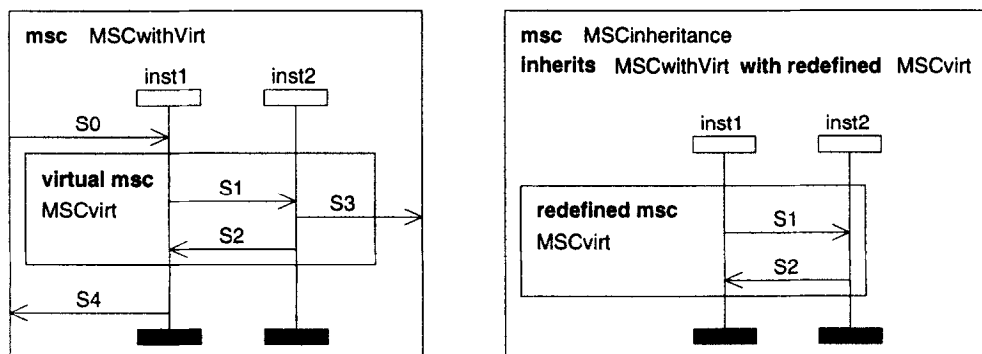 msc MSCwithVirt
inst1 inst2
S0
virtual msc
MSCvirt
S1
S3
S2
S4
msc MSCinheritance
inherits MSCwithVirt with redefined MSCvirt
inst1 inst2
redefined msc
MSCvirt
S1
S2